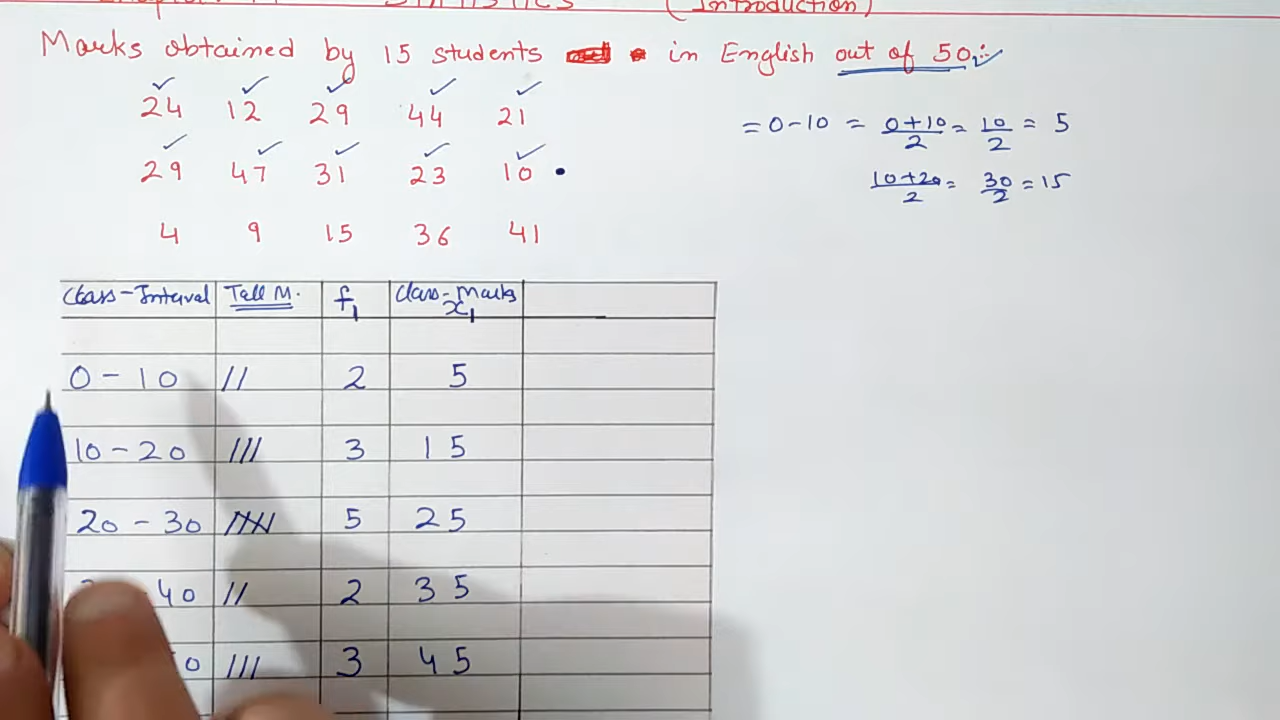 (Introduction)
Marks obtained by 15 students in English out of 50:-
24 12 29 44 21
29 47 31 23 10
4 9 15 36 41
= 0-10 = 0+10/2 = 10/2 = 5
10+20/2 = 30/2 = 15
Class-Interval Tall M. f₁ Class-Marks x₁
0 - 10 // 2 5
10 - 20 /// 3 15
20 - 30 5 25
40 // 2 35
0 /// 3 45